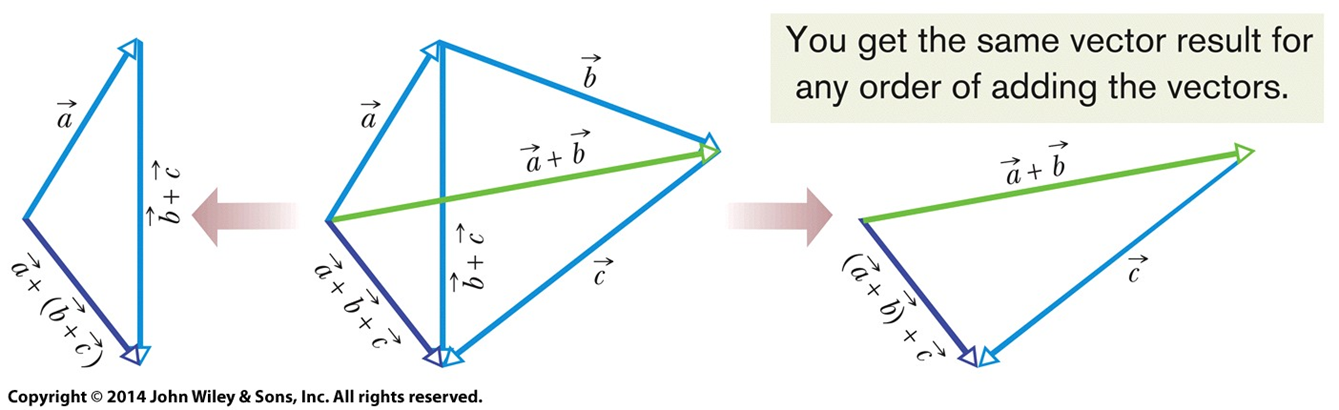 You get the same vector result for
any order of adding the vectors.
a⃗
b⃗ + c⃗
a⃗ + (b⃗ + c⃗)
a⃗
b⃗
a⃗ + b⃗
b⃗ + c⃗
a⃗ + b⃗ + c⃗
c⃗
a⃗ + b⃗
(a⃗ + b⃗) + c⃗
c⃗
Copyright © 2014 John Wiley & Sons, Inc. All rights reserved.